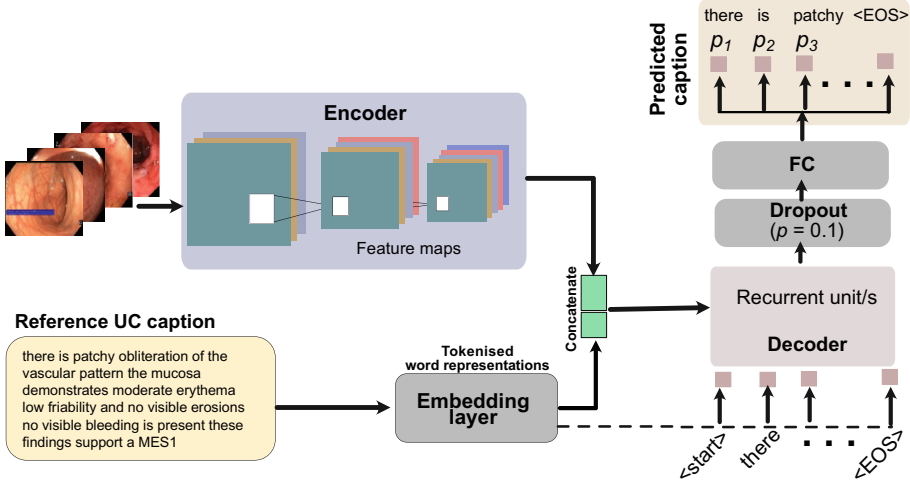 there is patchy <EOS>
p1 p2 p3
. . .
Predicted
caption
FC
Dropout
(p = 0.1)
Encoder
Feature maps
Concatenate
Recurrent unit/s
Decoder
Reference UC caption
there is patchy obliteration of the
vascular pattern the mucosa
demonstrates moderate erythema
low friability and no visible erosions
no visible bleeding is present these
findings support a MES1
Tokenised
word representations
Embedding
layer
<start> there . . . <EOS>